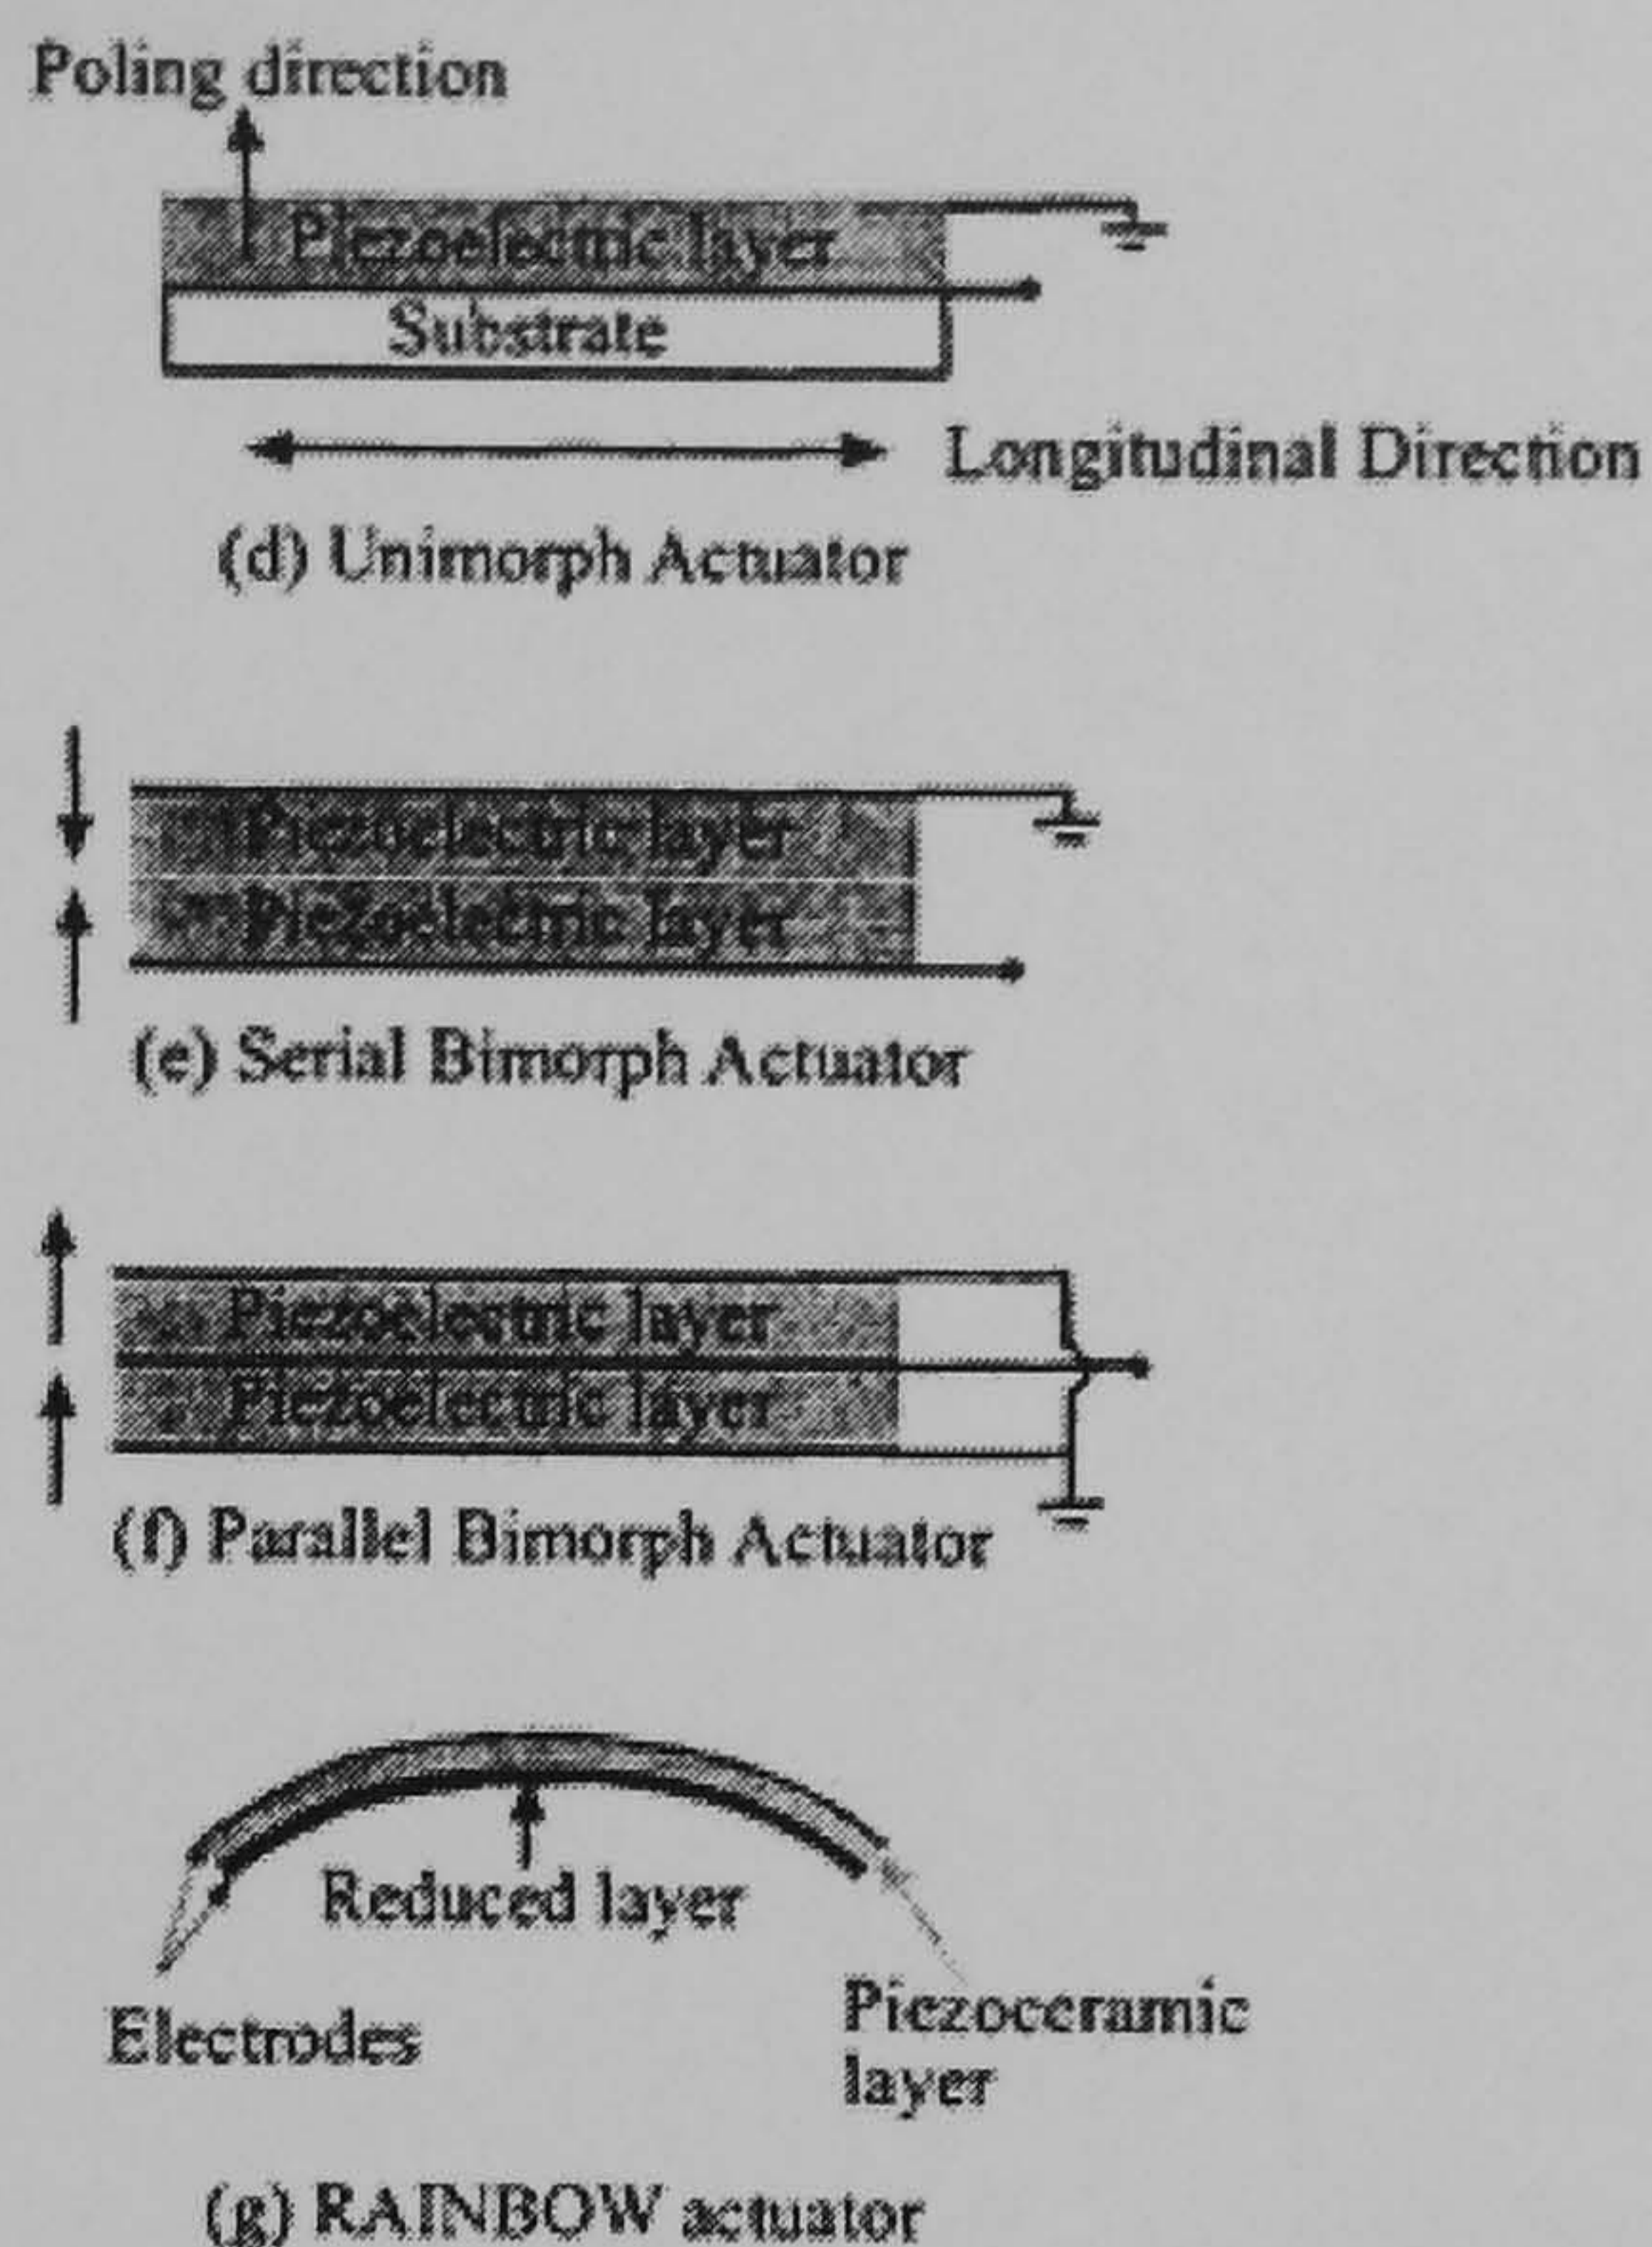 Poling direction
Piezoelectric layer
Substrate
Longitudinal Direction
(d) Unimorph Actuator
Piezoelectric layer
Piezoelectric layer
(e) Serial Bimorph Actuator
Piezoelectric layer
Piezoelectric layer
(f) Parallel Bimorph Actuator
Reduced layer
Electrodes
Piezoceramic
layer
(g) RAINBOW actuator